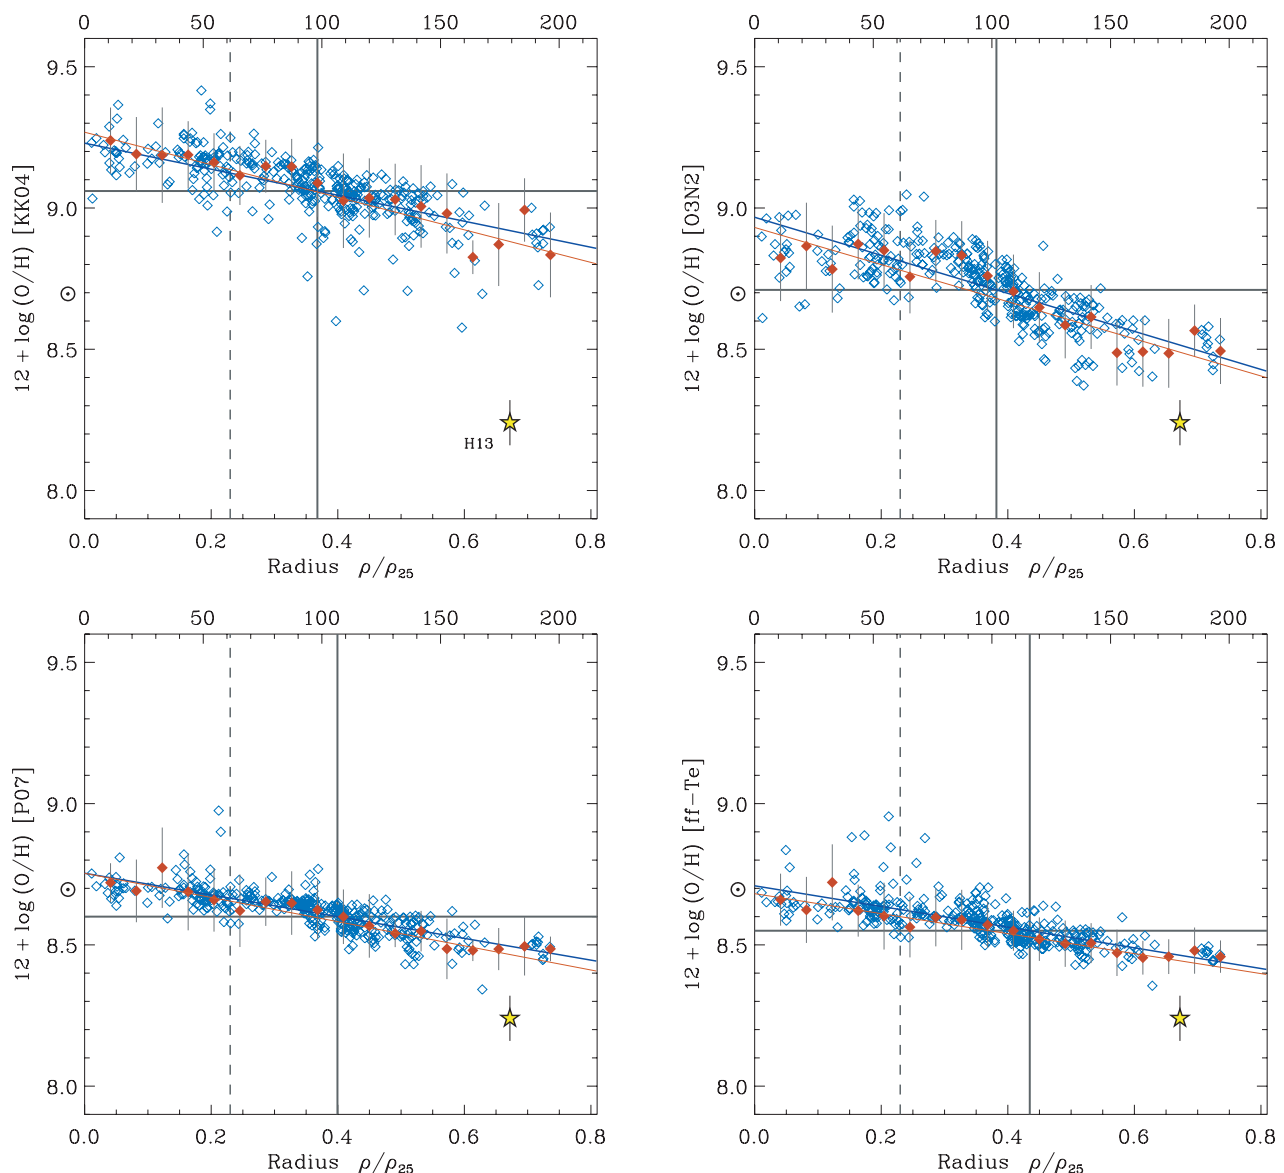 0 50 100 150 200
9.5
9.0
8.5
8.0
12 + log(O/H) [KK04]
⊙
H13
0.0 0.2 0.4 0.6 0.8
Radius ρ/ρ25
0 50 100 150 200
9.5
9.0
8.5
8.0
12 + log(O/H) [O3N2]
⊙
0.0 0.2 0.4 0.6 0.8
Radius ρ/ρ25
0 50 100 150 200
9.5
9.0
8.5
8.0
12 + log(O/H) [P07]
⊙
0.0 0.2 0.4 0.6 0.8
Radius ρ/ρ25
0 50 100 150 200
9.5
9.0
8.5
8.0
12 + log(O/H) [ff-Te]
⊙
0.0 0.2 0.4 0.6 0.8
Radius ρ/ρ25